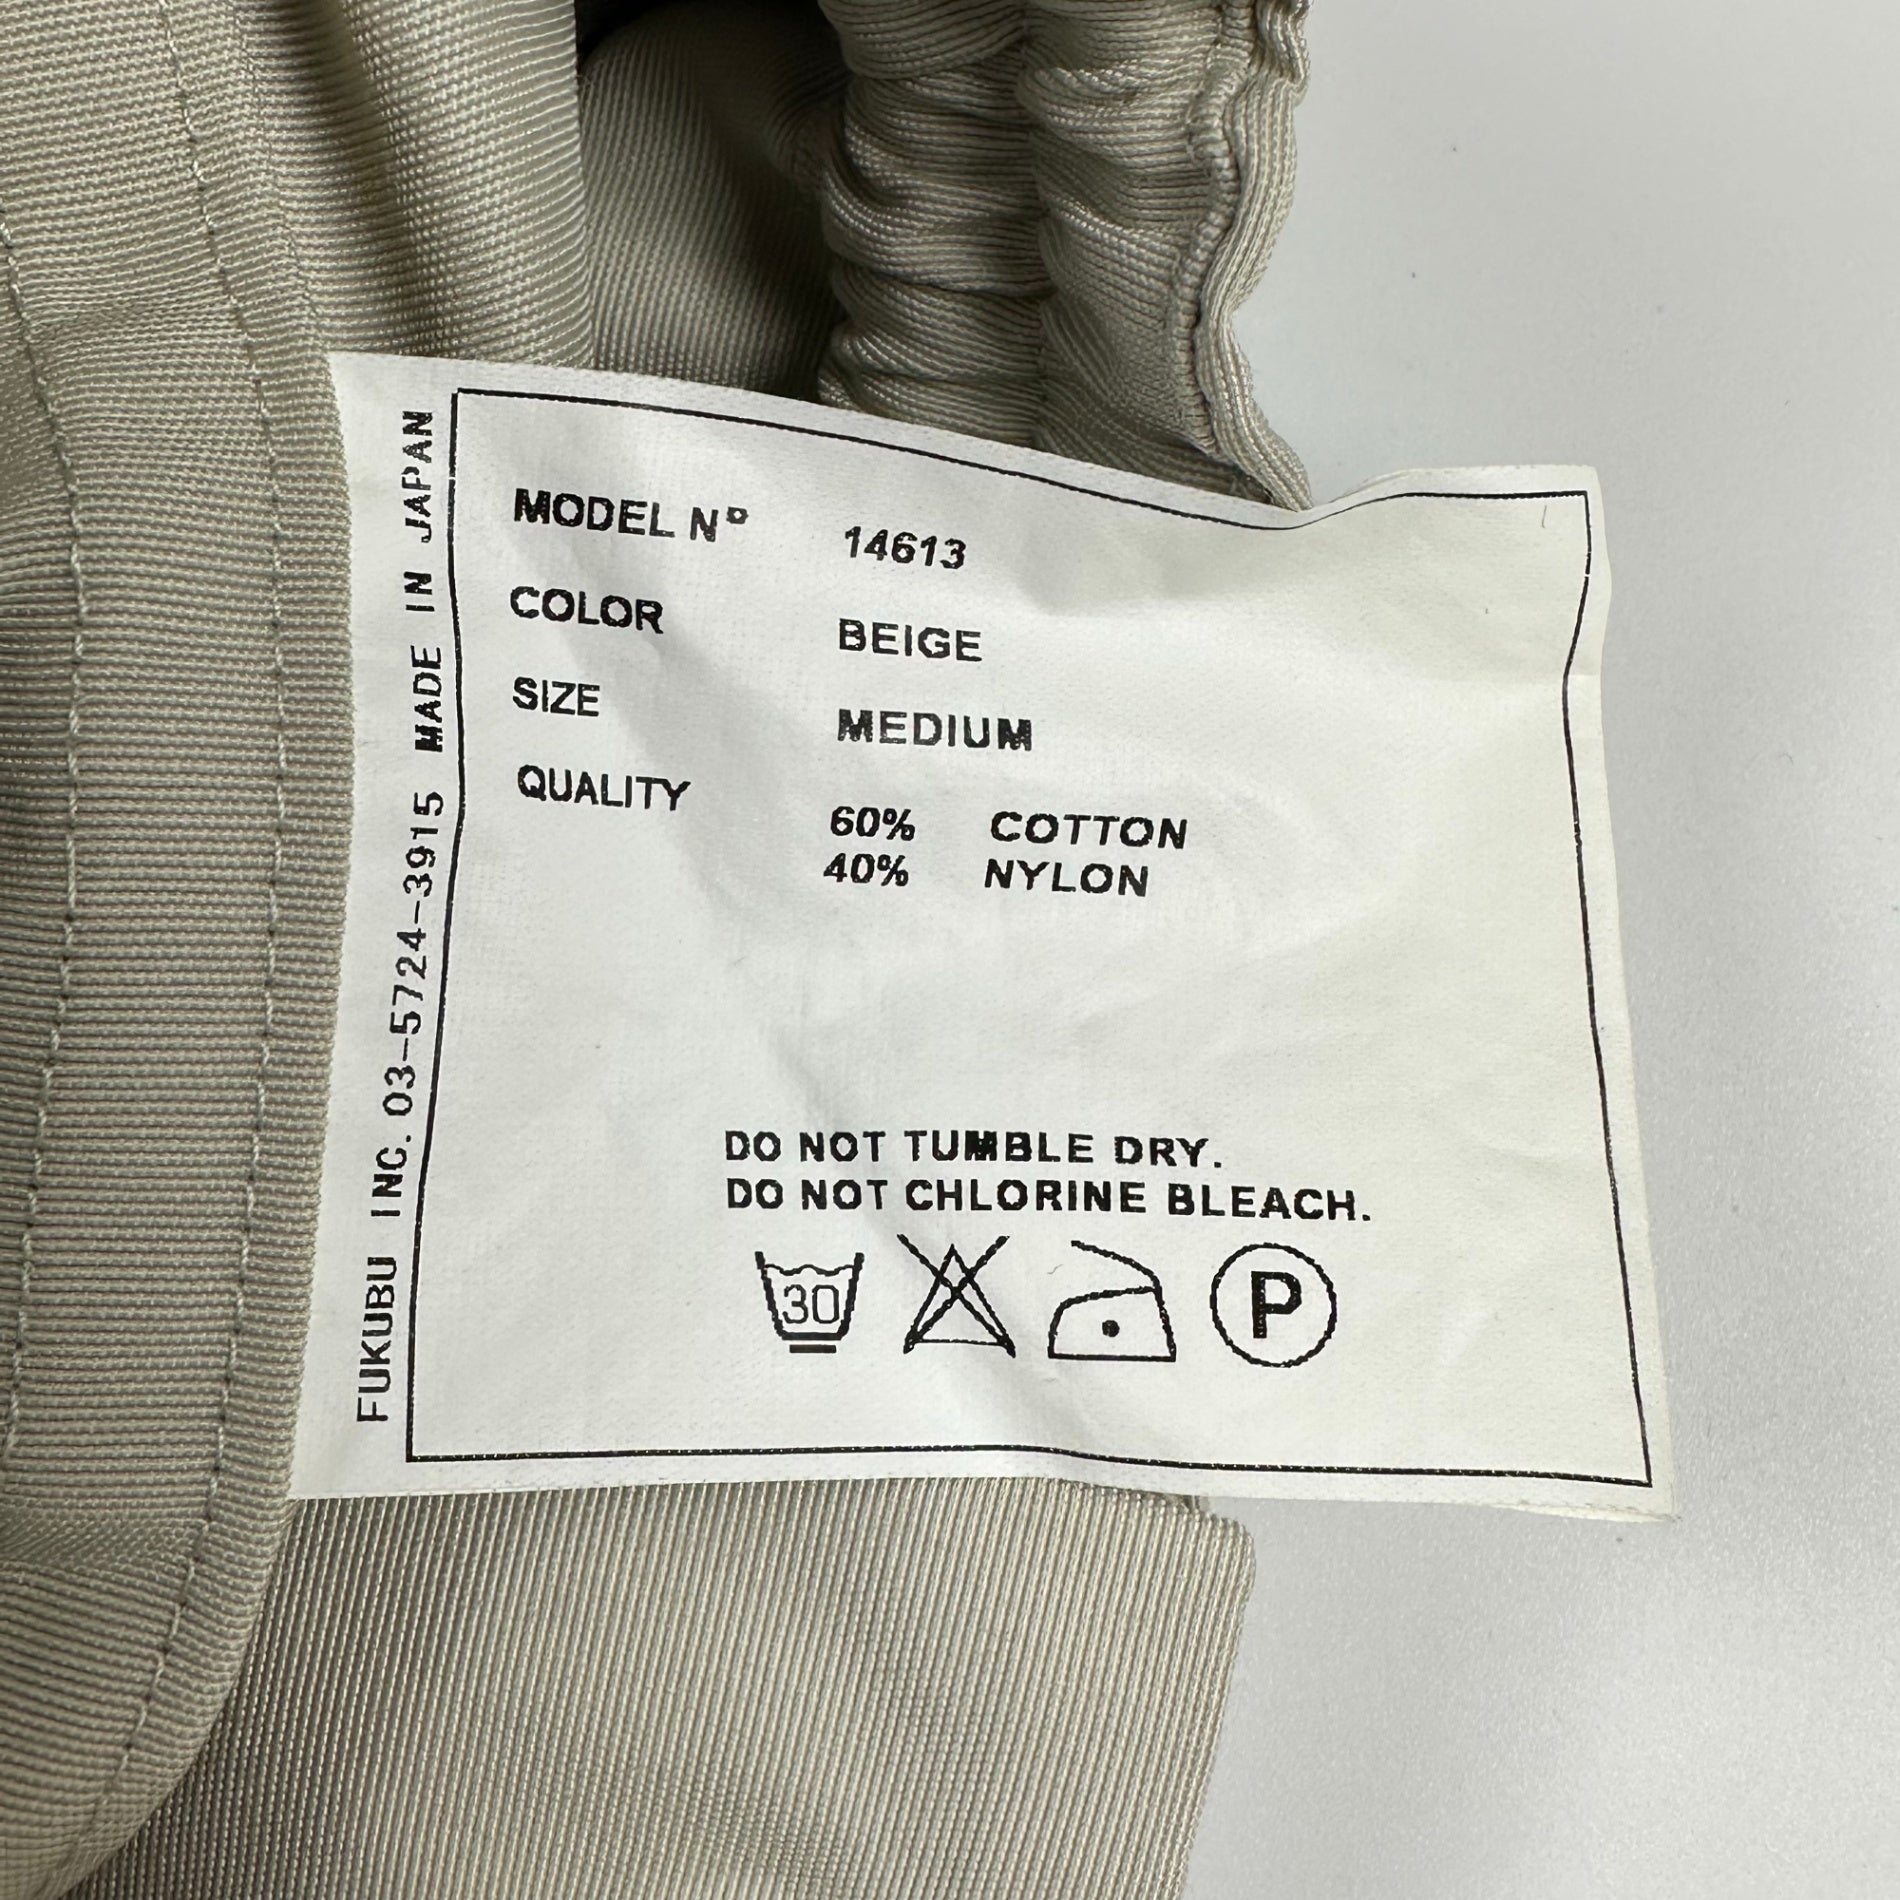 MODEL Nº 14613
COLOR BEIGE
SIZE MEDIUM
QUALITY
60% COTTON
40% NYLON
DO NOT TUMBLE DRY.
DO NOT CHLORINE BLEACH.
30 P
FUKUBU INC. 03-5724-3915 MADE IN JAPAN